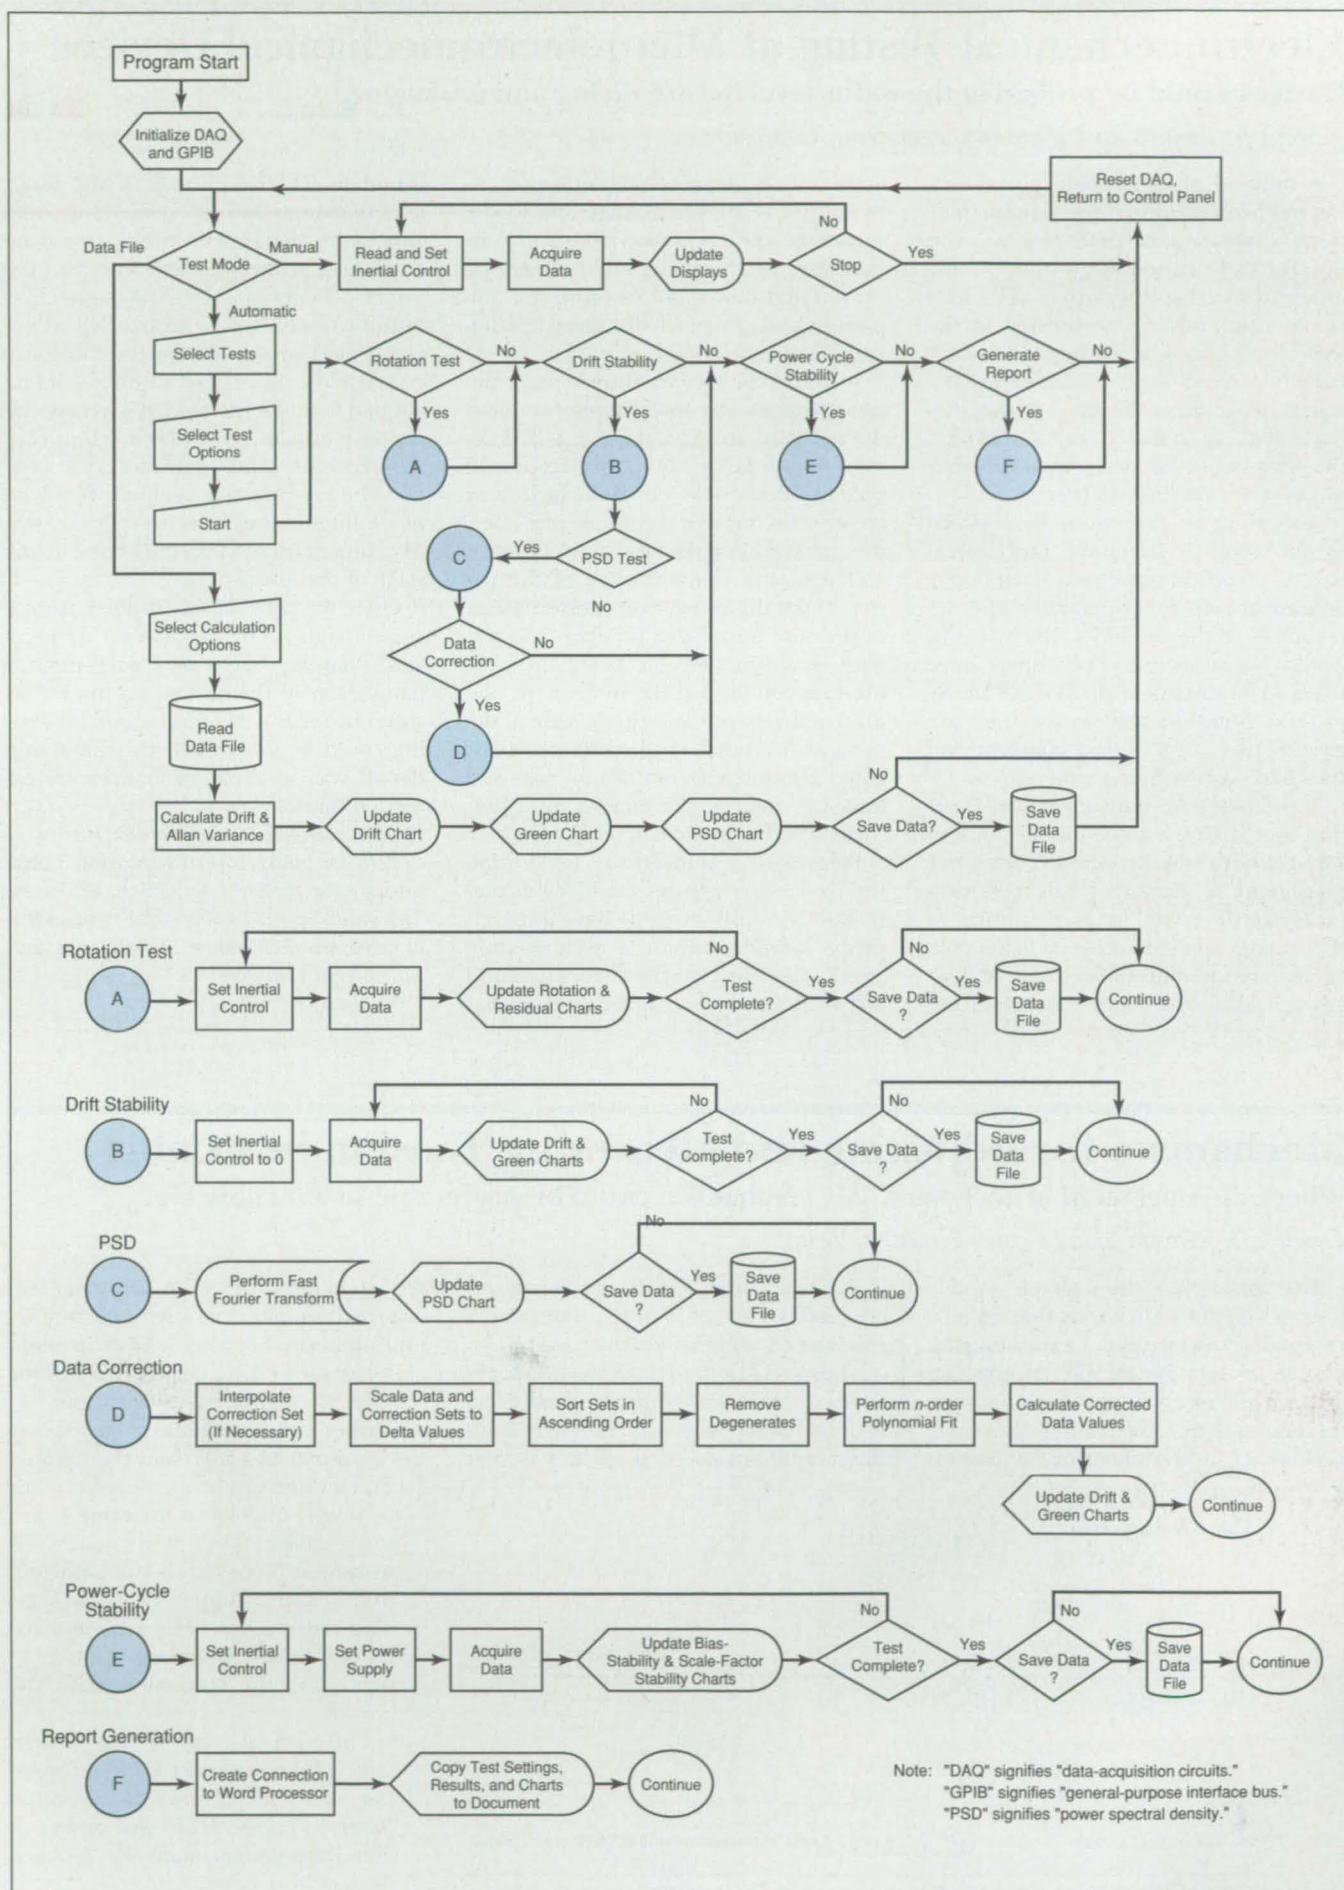 Program Start
Initialize DAQ
and GPIB
Reset DAQ,
Return to Control Panel
Data File
Test Mode
Manual
Read and Set
Inertial Control
Acquire
Data
Update
Displays
No
Stop
Yes
Automatic
Select Tests
Select Test
Options
Start
Rotation Test
No
Yes
A
Drift Stability
No
Yes
B
Power Cycle
Stability
No
Yes
E
Generate
Report
No
Yes
F
PSD Test
Yes
No
C
Data
Correction
No
Yes
D
Select Calculation
Options
Read
Data File
Calculate Drift &
Allan Variance
Update
Drift Chart
Update
Green Chart
Update
PSD Chart
No
Save Data?
Yes
Save
Data
File
Rotation Test
A
Set Inertial
Control
Acquire
Data
Update Rotation &
Residual Charts
No
Test
Complete?
Yes
No
Save Data
?
Yes
Save
Data
File
Continue
Drift Stability
B
Set Inertial
Control to 0
Acquire
Data
Update Drift &
Green Charts
No
Test
Complete?
Yes
No
Save Data
?
Yes
Save
Data
File
Continue
PSD
C
Perform Fast
Fourier Transform
Update
PSD Chart
No
Save Data
?
Yes
Save
Data
File
Continue
Data Correction
D
Interpolate
Correction Set
(If Necessary)
Scale Data and
Correction Sets to
Delta Values
Sort Sets in
Ascending Order
Remove
Degenerates
Perform n-order
Polynomial Fit
Calculate Corrected
Data Values
Update Drift &
Green Charts
Continue
Power-Cycle
Stability
E
Set Inertial
Control
Set Power
Supply
Acquire
Data
Update Bias-
Stability & Scale-Factor
Stability Charts
No
Test
Complete?
Yes
No
Save Data
?
Yes
Save
Data
File
Continue
Report Generation
F
Create Connection
to Word Processor
Copy Test Settings,
Results, and Charts
to Document
Continue
Note: "DAQ" signifies "data-acquisition circuits."
"GPIB" signifies "general-purpose interface bus."
"PSD" signifies "power spectral density."